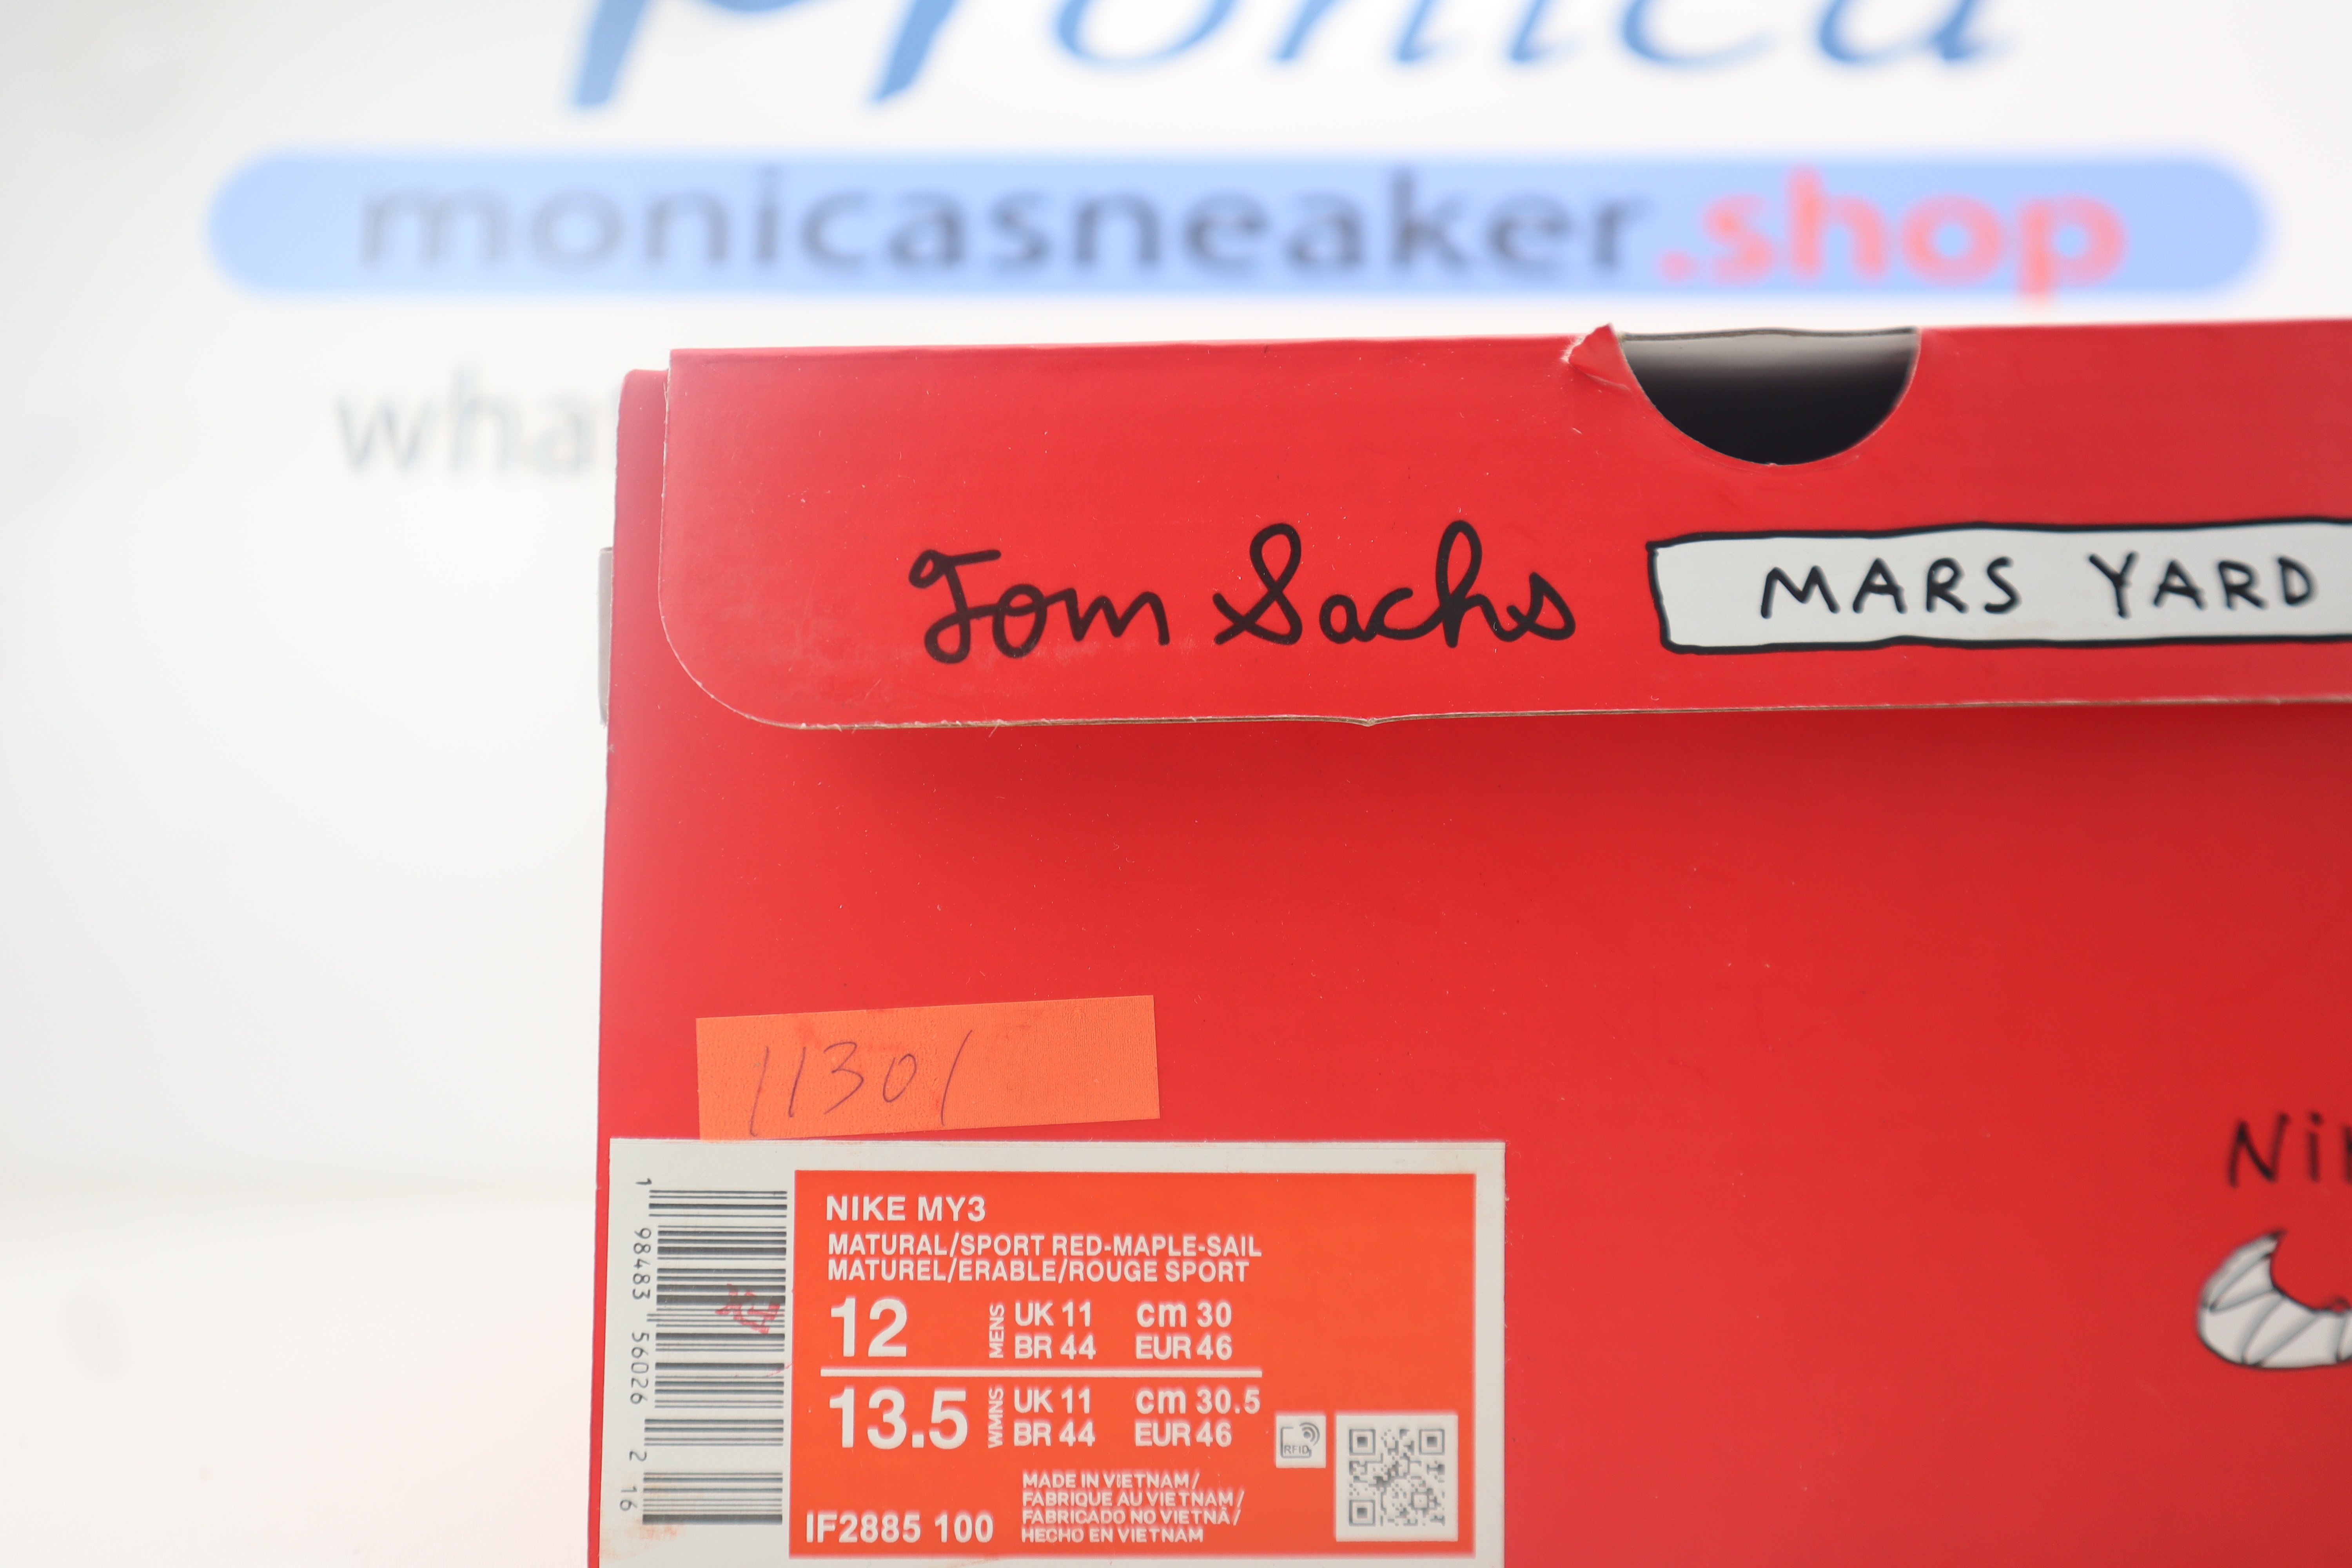 Monica
monicasneaker.shop
what
Tom Sachs
MARS YARD
11301
NIKE MY3
MATURAL/SPORT RED-MAPLE-SAIL
MATUREL/ERABLE/ROUGE SPORT
12 MENS UK 11 cm 30
BR 44 EUR 46
13.5 WMNS UK 11 cm 30.5
BR 44 EUR 46
RFID
MADE IN VIETNAM/
FABRIQUE AU VIETNAM/
FABRICADO NO VIETNÃ/
HECHO EN VIETNAM
IF2885 100
1 98483 56026 2 16